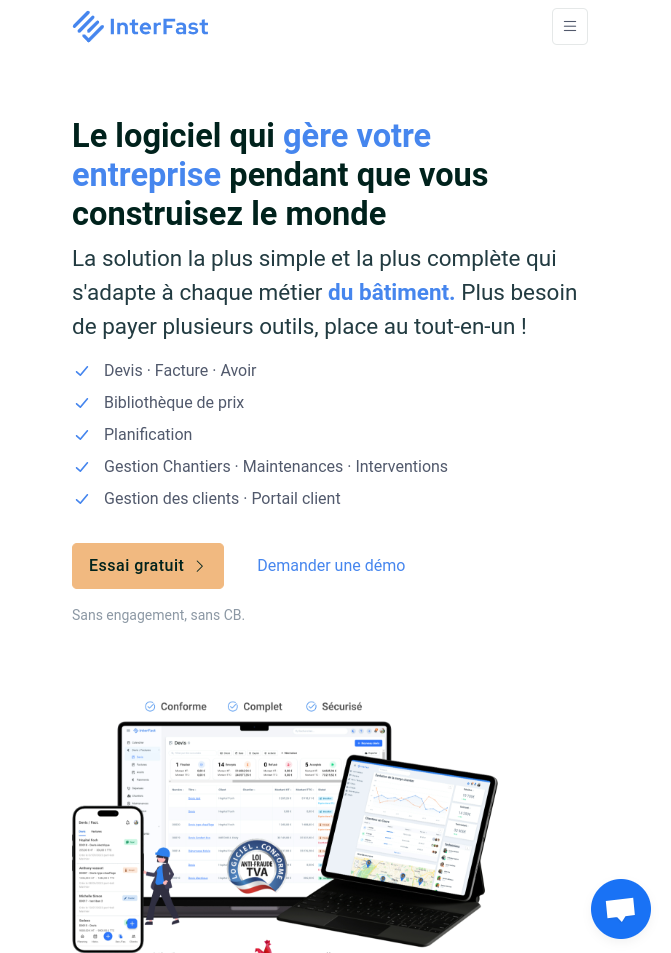 InterFast
Le logiciel qui gère votre
entreprise pendant que vous
construisez le monde
La solution la plus simple et la plus complète qui
s'adapte à chaque métier du bâtiment. Plus besoin
de payer plusieurs outils, place au tout-en-un !
Devis · Facture · Avoir
Bibliothèque de prix
Planification
Gestion Chantiers · Maintenances · Interventions
Gestion des clients · Portail client
Essai gratuit
Demander une démo
Sans engagement, sans CB.
Conforme Complet Sécurisé
InterFast
Devis
LOGICIEL CONFORME
LOI
ANTI-FRAUDE
TVA